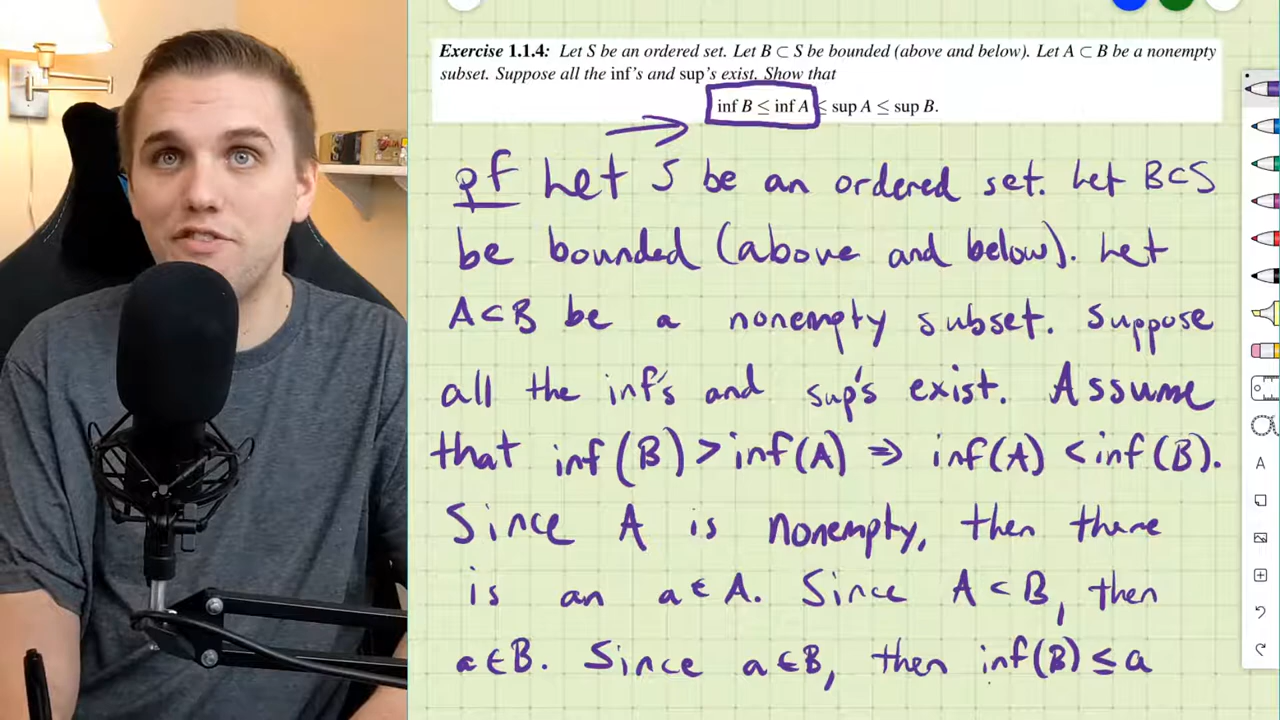 Exercise 1.1.4: Let S be an ordered set. Let B ⊂ S be bounded (above and below). Let A ⊂ B be a nonempty
subset. Suppose all the inf's and sup's exist. Show that
inf B ≤ inf A ≤ sup A ≤ sup B.
pf Let S be an ordered set. Let B⊂S
be bounded (above and below). Let
A⊂B be a nonempty subset. Suppose
all the inf's and sup's exist. Assume
that inf(B) > inf(A) ⇒ inf(A) < inf(B).
Since A is nonempty, then there
is an a∈A. Since A⊂B, then
a∈B. Since a∈B, then inf(B) ≤ a
A